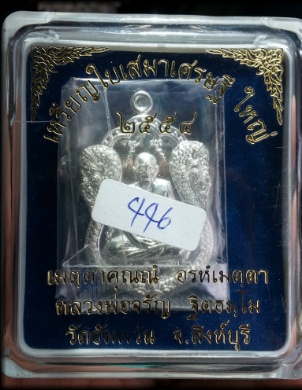 เหรียญใบเสมาเศรษฐี ใหญ่
๒๕๕๔
446
เมตฺตาคุณณํ อรหํเมตฺตา
หลวงพ่อจรัญ ฐิตธมฺโม
วัดอัมพวัน จ.สิงห์บุรี